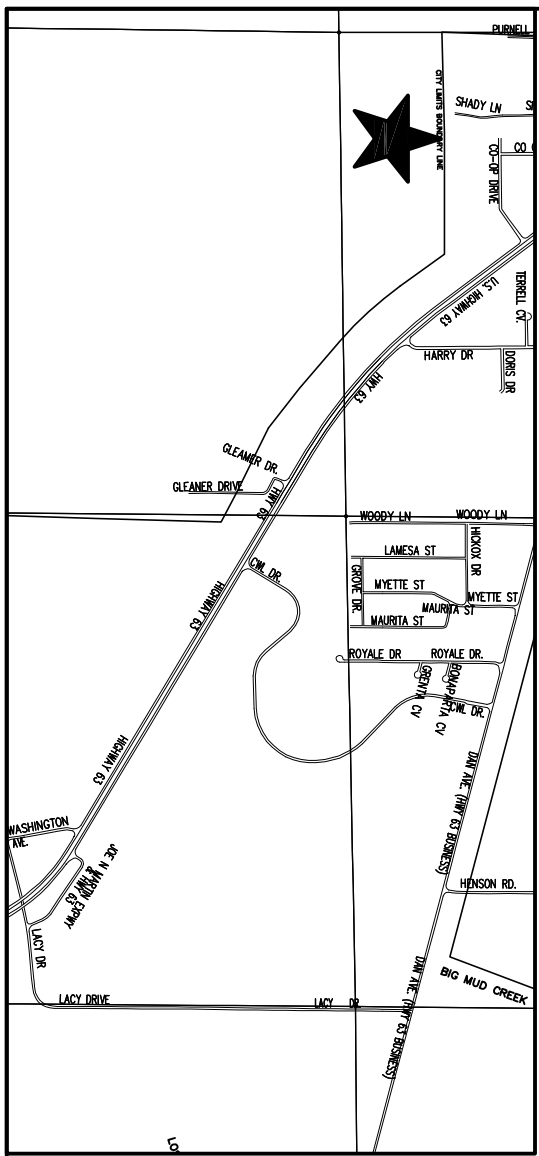 PURNELL
CITY LIMITS BOUNDARY LINE
SHADY LN
CO-OP DRIVE
U.S. HIGHWAY 63
TERRELL CV.
HARRY DR
DORIS DR
HWY 63
GLEAMER DR.
GLEANER DRIVE
HWY 63
WOODY LN
WOODY LN
HICKOX DR
LAMESA ST
GROVE DR.
CWL DR.
MYETTE ST
MYETTE ST
MAURITA ST
MAURITA ST
HIGHWAY 63
ROYALE DR
ROYALE DR.
GRENTA CV
BONAPARTA CV
CWL DR.
HIGHWAY 63
DAN AVE. (HWY 63 BUSINESS)
WASHINGTON
AVE.
JOE N MARTIN EXPWY
& HWY 63
HENSON RD.
LACY DR
BIG MUD CREEK
LACY DRIVE
LACY DR.
DAN AVE. (HWY 63 BUSINESS)